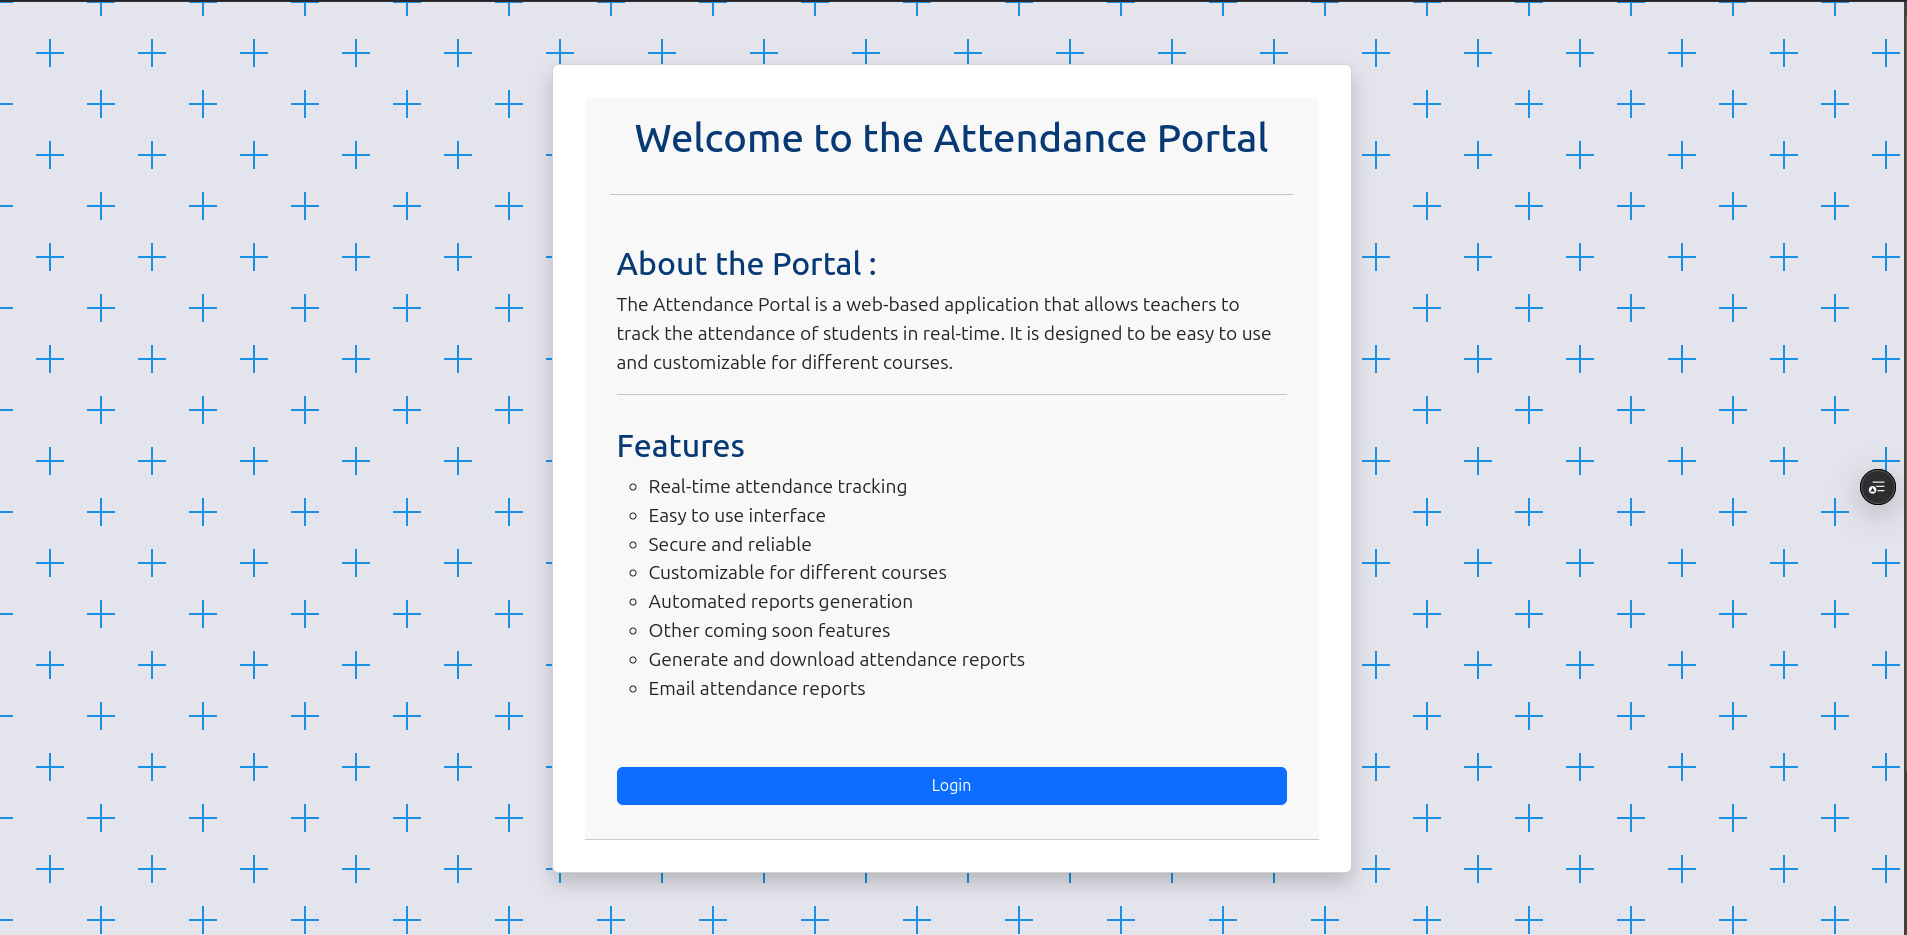 Welcome to the Attendance Portal
About the Portal :
The Attendance Portal is a web-based application that allows teachers to
track the attendance of students in real-time. It is designed to be easy to use
and customizable for different courses.
Features
Real-time attendance tracking
Easy to use interface
Secure and reliable
Customizable for different courses
Automated reports generation
Other coming soon features
Generate and download attendance reports
Email attendance reports
Login